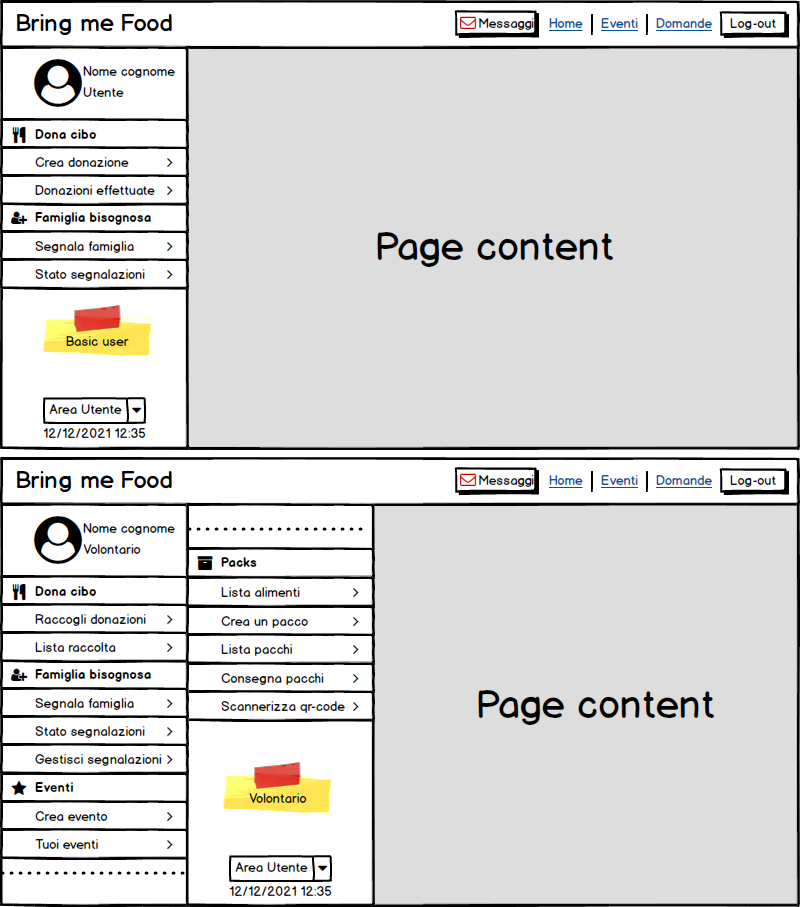 Bring me Food
Messaggi
Home
Eventi
Domande
Log-out
Nome cognome
Utente
Dona cibo
Crea donazione
Donazioni effettuate
Famiglia bisognosa
Segnala famiglia
Stato segnalazioni
Basic user
Area Utente
12/12/2021 12:35
Page content
Bring me Food
Messaggi
Home
Eventi
Domande
Log-out
Nome cognome
Volontario
Dona cibo
Raccogli donazioni
Lista raccolta
Famiglia bisognosa
Segnala famiglia
Stato segnalazioni
Gestisci segnalazioni
Eventi
Crea evento
Tuoi eventi
Packs
Lista alimenti
Crea un pacco
Lista pacchi
Consegna pacchi
Scannerizza qr-code
Volontario
Area Utente
12/12/2021 12:35
Page content